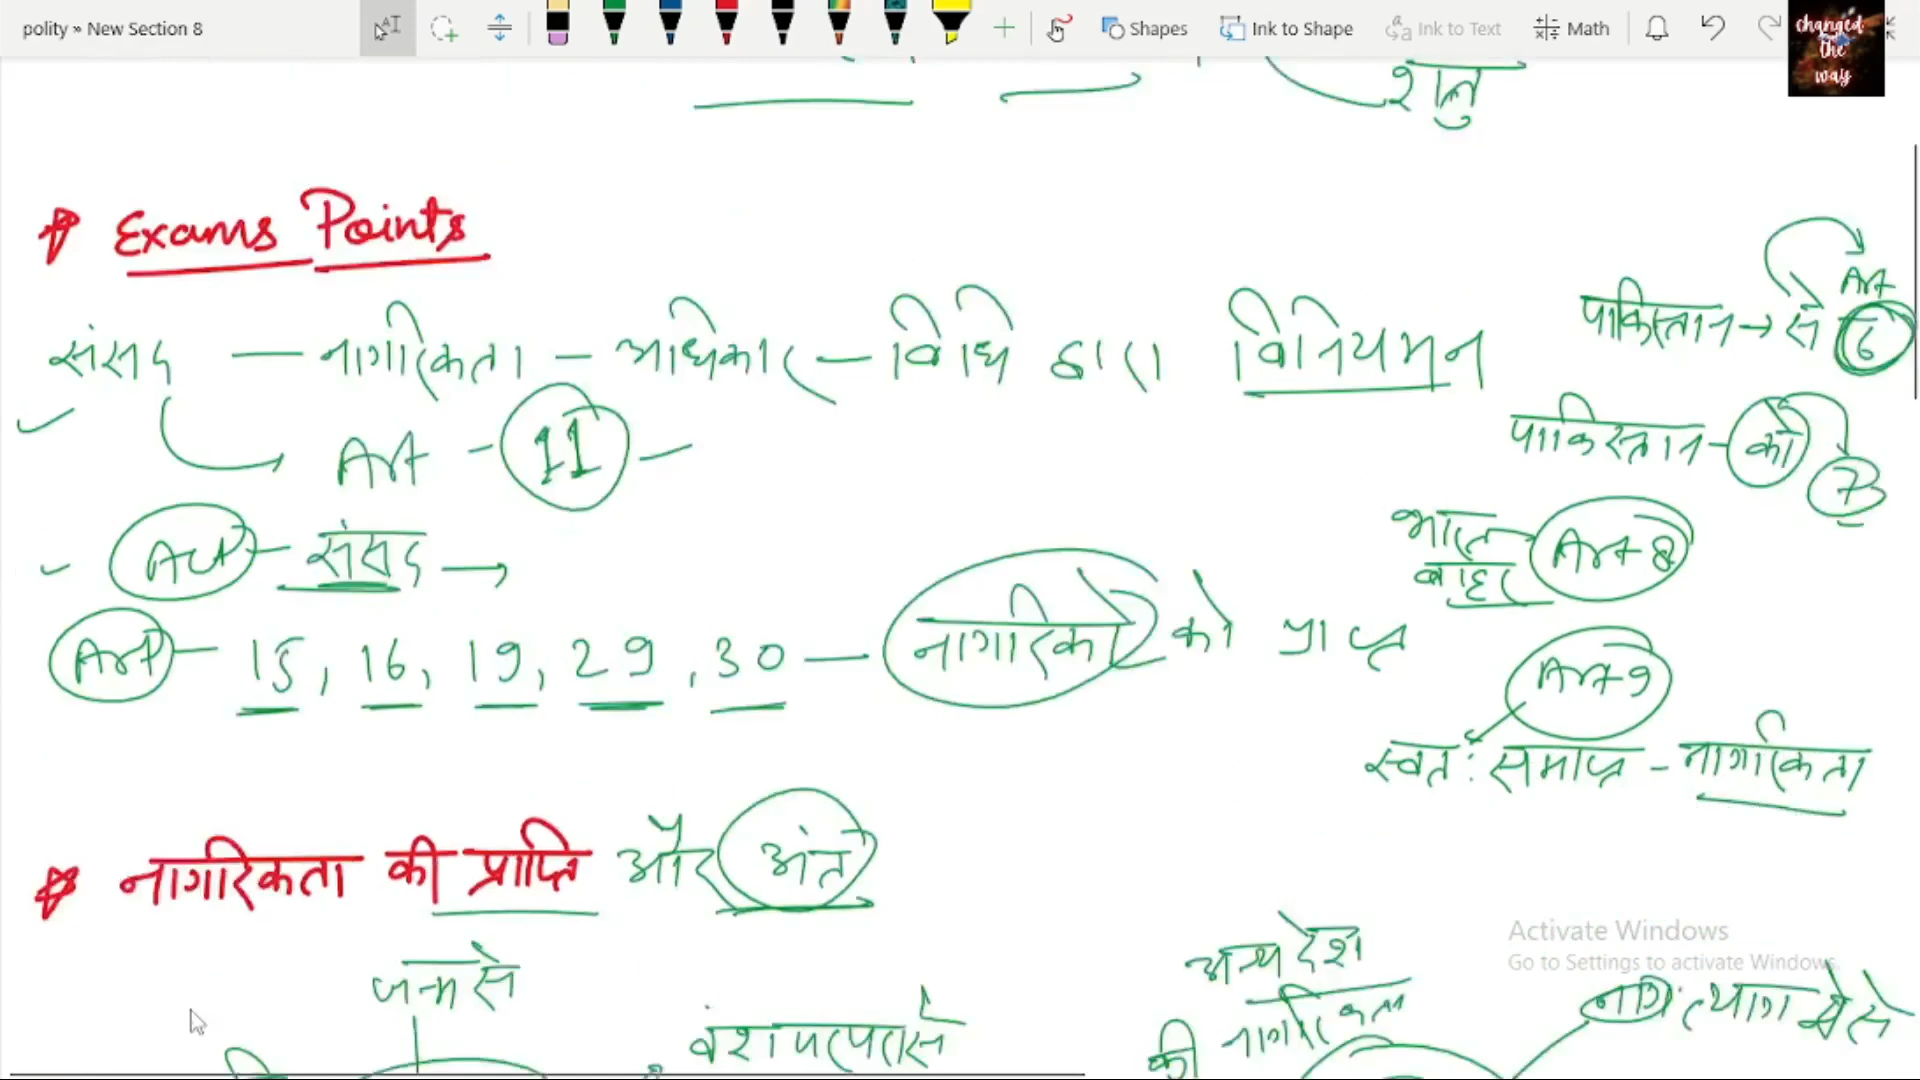 polity » New Section 8
Shapes
Ink to Shape
Ink to Text
Math
changed
the
way
शत्रु
Exams Points
संसद — नागरिकता — अधिकार — विधि द्वारा विनियमन
Art - 11 -
Act - संसद →
Art - 15, 16, 19, 29, 30 — नागरिको को प्राप्त
Art
पाकिस्तान → से 6
पाकिस्तान - को
7
भारत
बाहर
Art 8
Art 9
स्वतः समाप्त - नागरिकता
नागरिकता की प्राप्ति और अंत
जन्म से
वंश परंपरा से
अन्य देश
की नागरिकता
त्याग देने से
Activate Windows
Go to Settings to activate Windows.